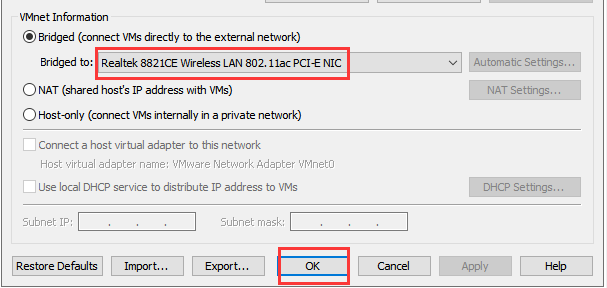 VMnet Information
Bridged (connect VMs directly to the external network)
Bridged to: Realtek 8821CE Wireless LAN 802.11ac PCI-E NIC Automatic Settings...
NAT (shared host's IP address with VMs) NAT Settings...
Host-only (connect VMs internally in a private network)
Connect a host virtual adapter to this network
Host virtual adapter name: VMware Network Adapter VMnet0
Use local DHCP service to distribute IP address to VMs DHCP Settings...
Subnet IP: . . . Subnet mask: . . .
Restore Defaults Import... Export... OK Cancel Apply Help